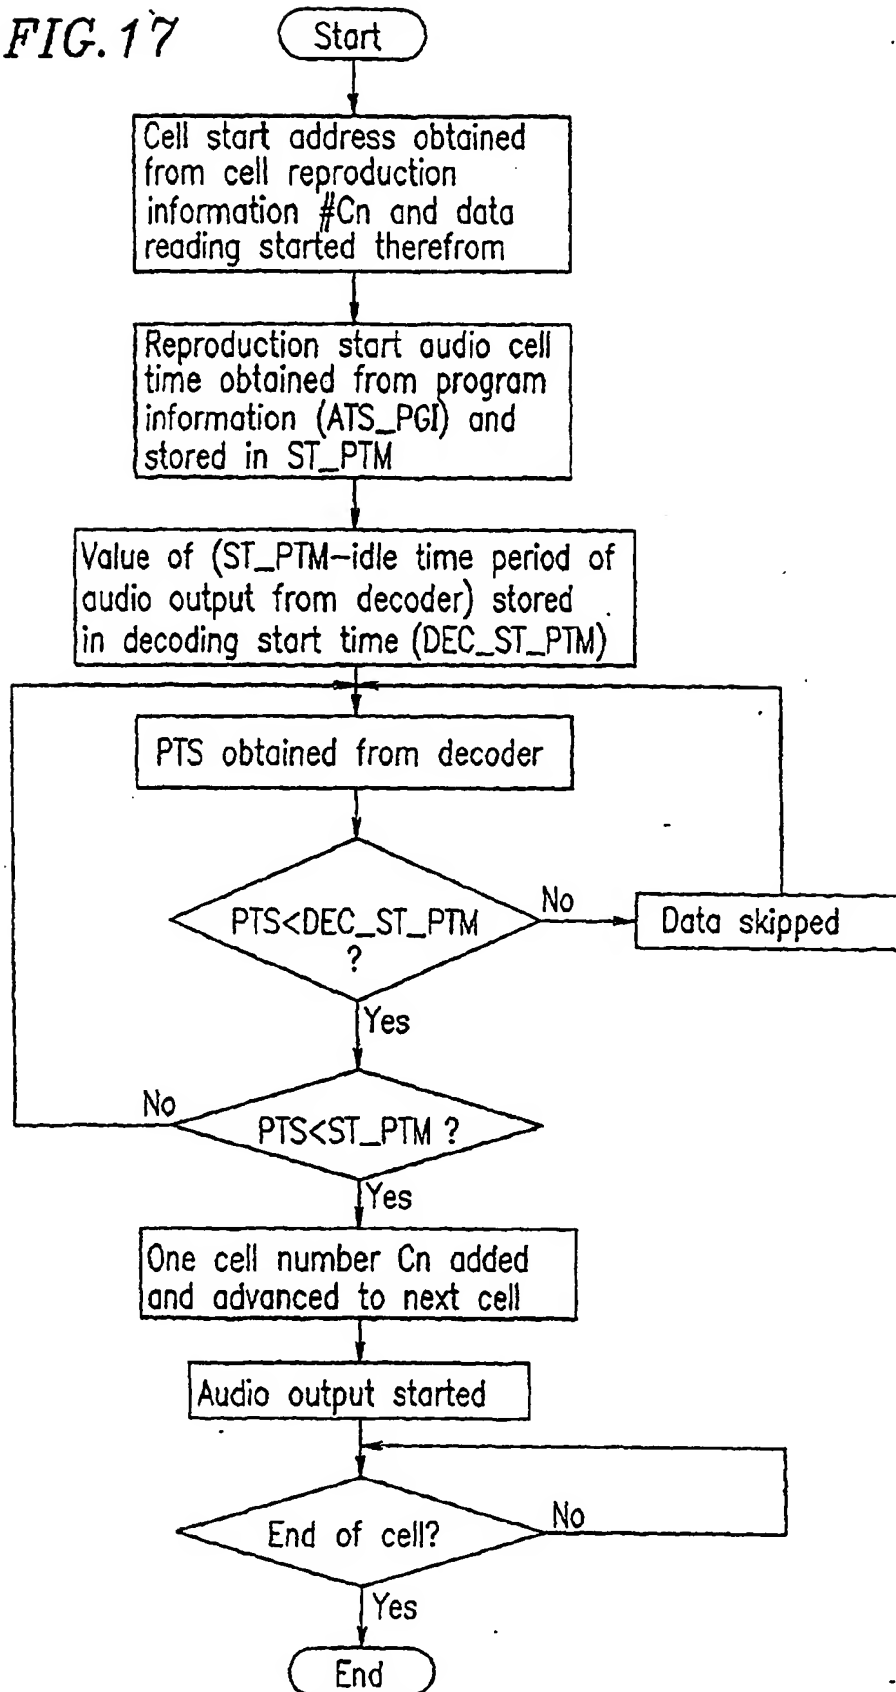 FIG. 17
Start
Cell start address obtained
from cell reproduction
information #Cn and data
reading started therefrom
Reproduction start audio cell
time obtained from program
information (ATS_PGI) and
stored in ST_PTM
Value of (ST_PTM-idle time period of
audio output from decoder) stored
in decoding start time (DEC_ST_PTM)
PTS obtained from decoder
PTS<DEC_ST_PTM
?
No
Data skipped
Yes
No
PTS<ST_PTM ?
Yes
One cell number Cn added
and advanced to next cell
Audio output started
End of cell?
No
Yes
End